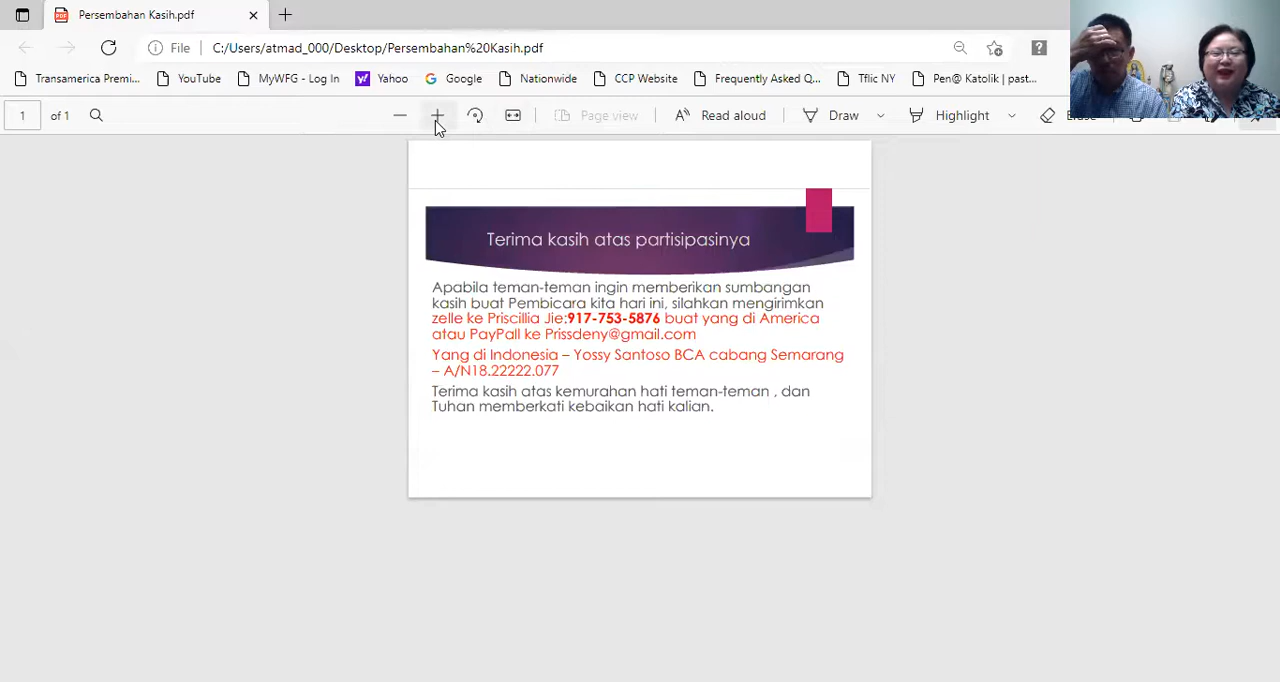 Persembahan Kasih.pdf
File C:/Users/atmad_000/Desktop/Persembahan%20Kasih.pdf
Transamerica Premi... YouTube MyWFG - Log In Yahoo Google Nationwide CCP Website Frequently Asked Q... Tflic NY Pen@ Katolik | past...
1 of 1 Page view Read aloud Draw Highlight
Terima kasih atas partisipasinya
Apabila teman-teman ingin memberikan sumbangan
kasih buat Pembicara kita hari ini, silahkan mengirimkan
zelle ke Priscillia Jie:917-753-5876 buat yang di America
atau PayPall ke Prissdeny@gmail.com
Yang di Indonesia – Yossy Santoso BCA cabang Semarang
– A/N18.22222.077
Terima kasih atas kemurahan hati teman-teman , dan
Tuhan memberkati kebaikan hati kalian.